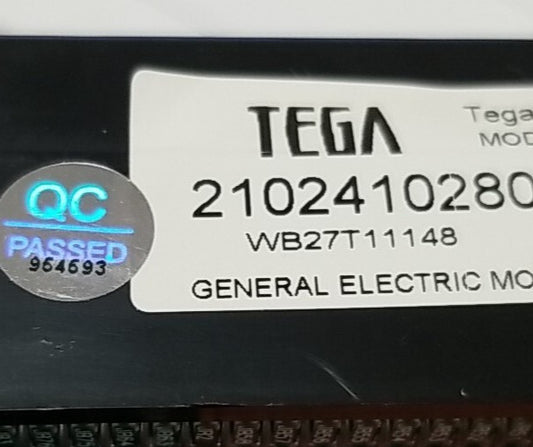 TEGA
Tega
MOD
2102410280
WB27T11148
GENERAL ELECTRIC MO
QC
PASSED
964693